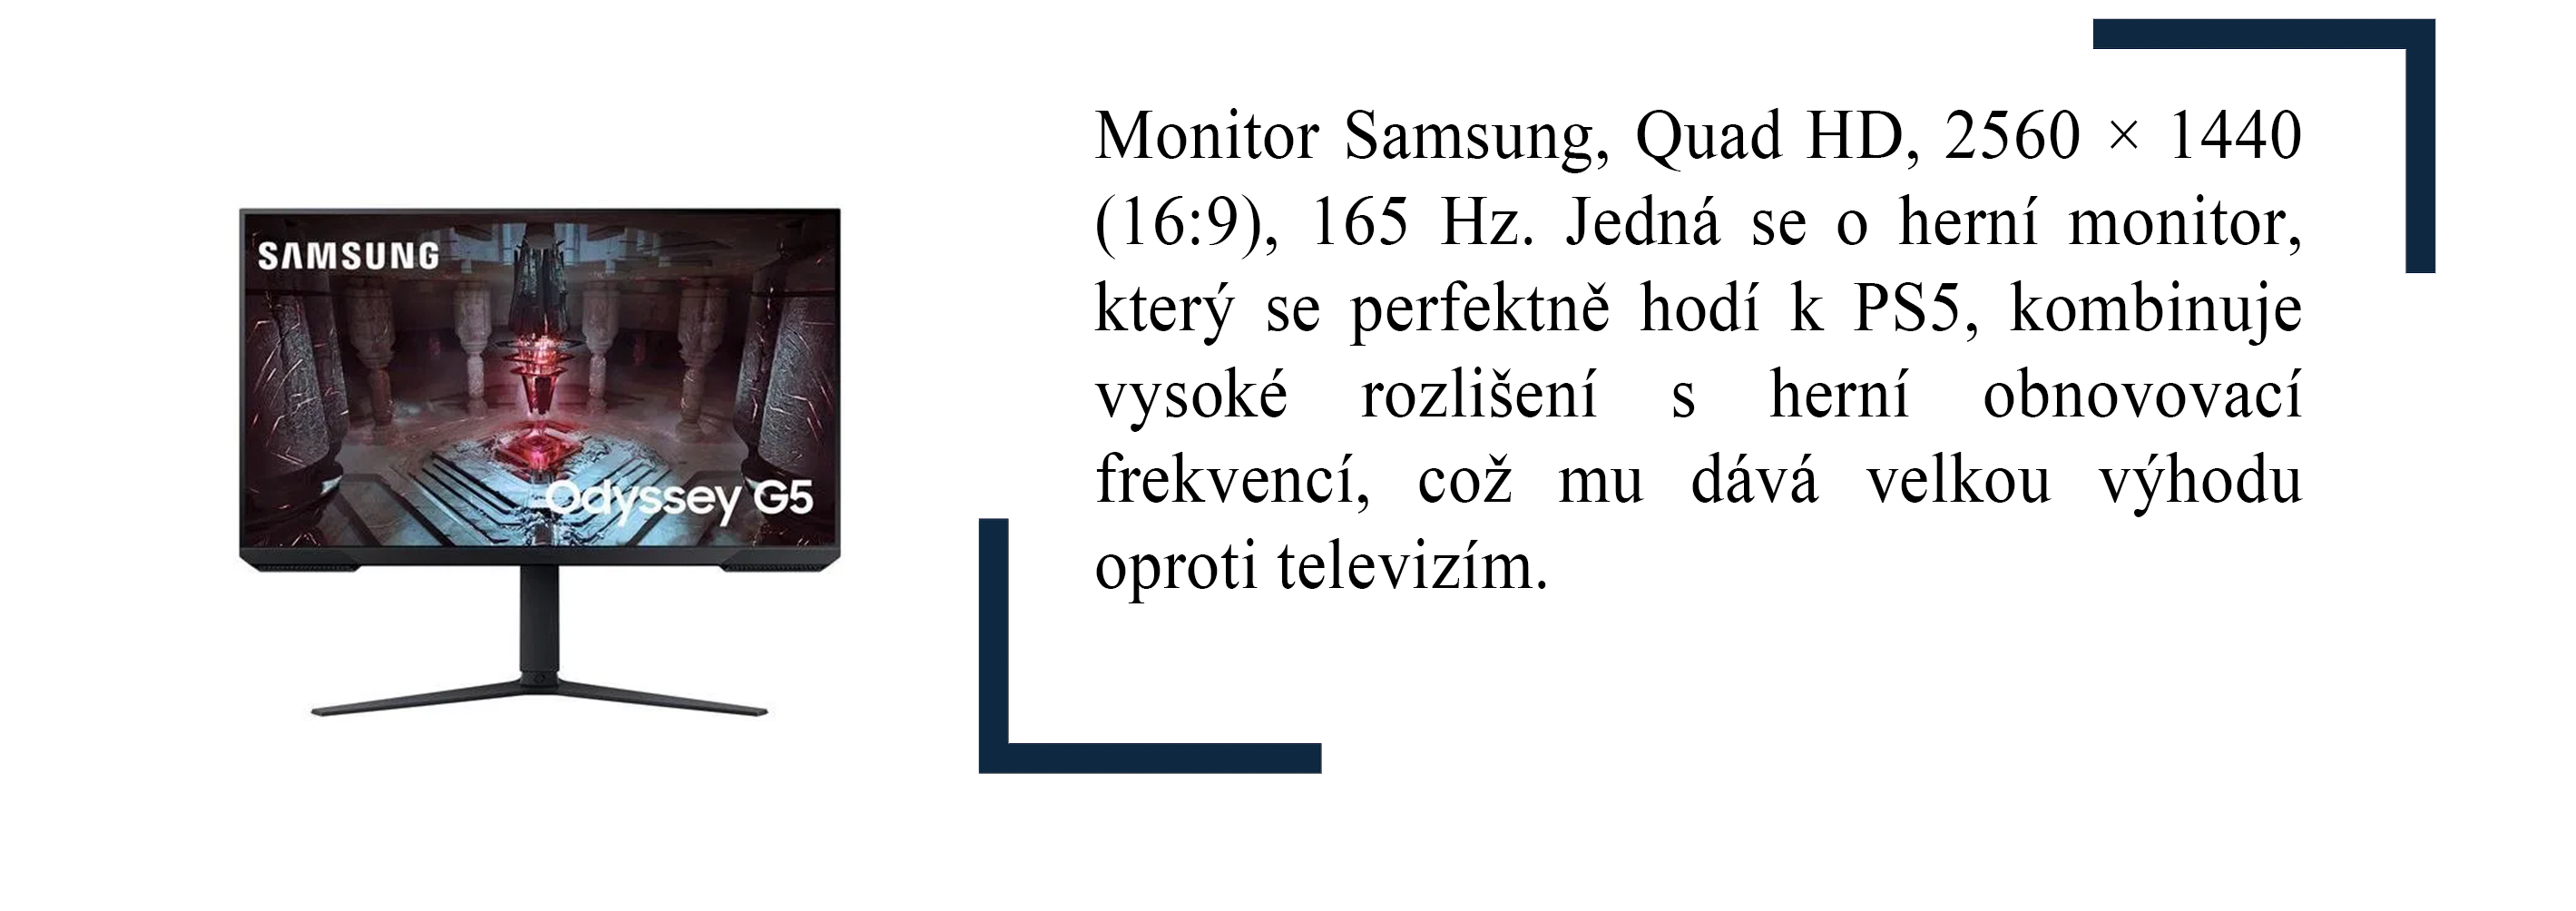 SAMSUNG
Odyssey G5
Monitor Samsung, Quad HD, 2560 × 1440
(16:9), 165 Hz. Jedná se o herní monitor,
který se perfektně hodí k PS5, kombinuje
vysoké rozlišení s herní obnovovací
frekvencí, což mu dává velkou výhodu
oproti televizím.